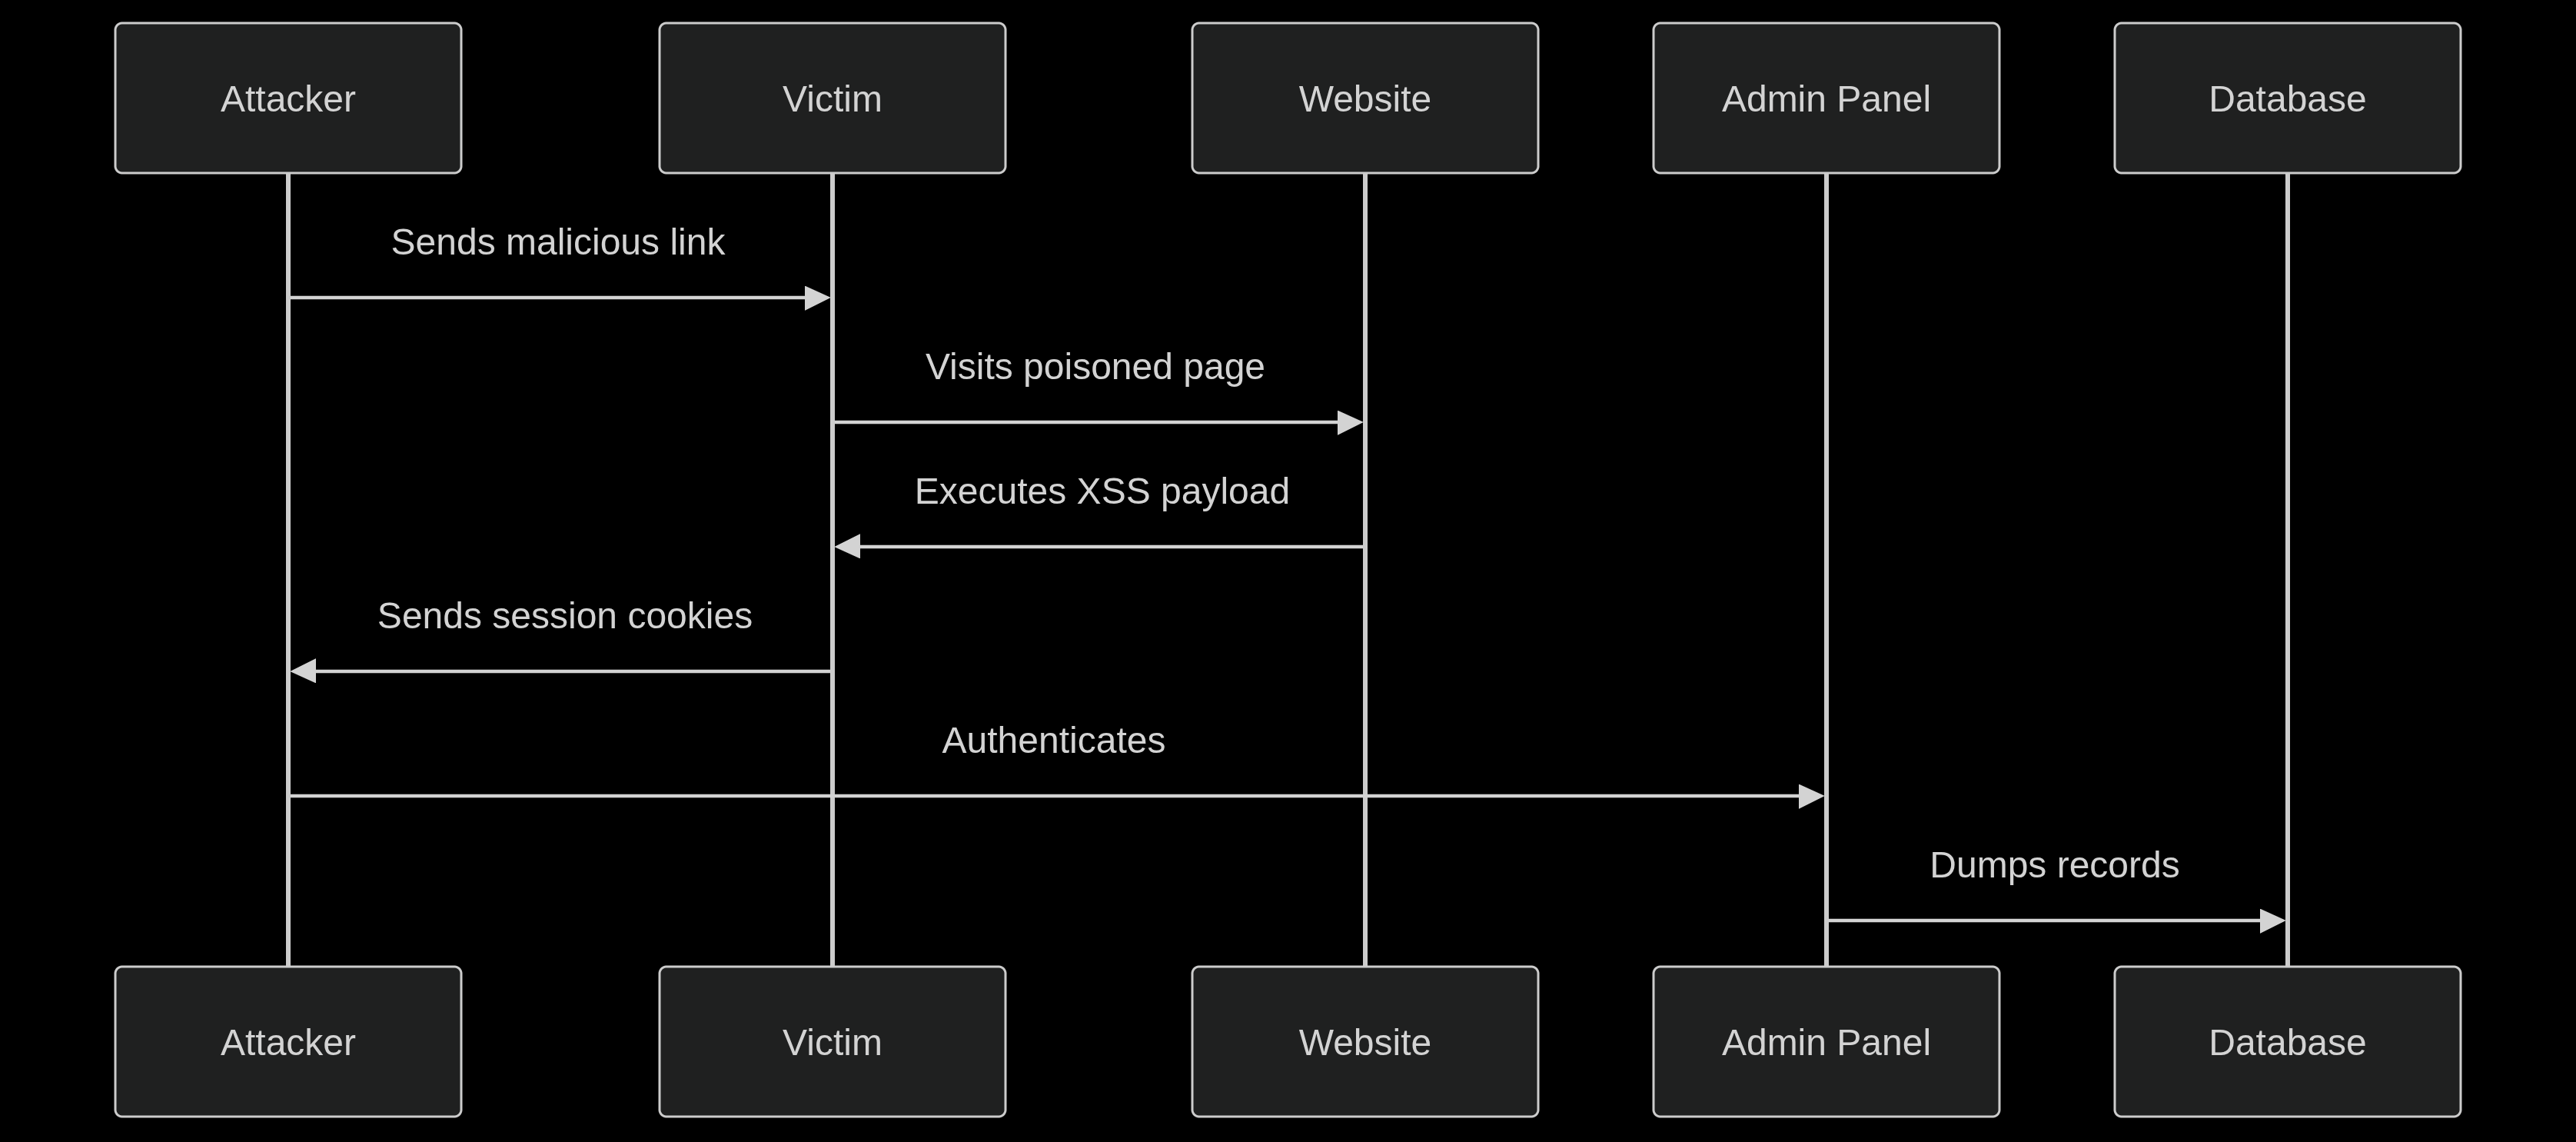 Attacker
Victim
Website
Admin Panel
Database
Sends malicious link
Visits poisoned page
Executes XSS payload
Sends session cookies
Authenticates
Dumps records
Attacker
Victim
Website
Admin Panel
Database